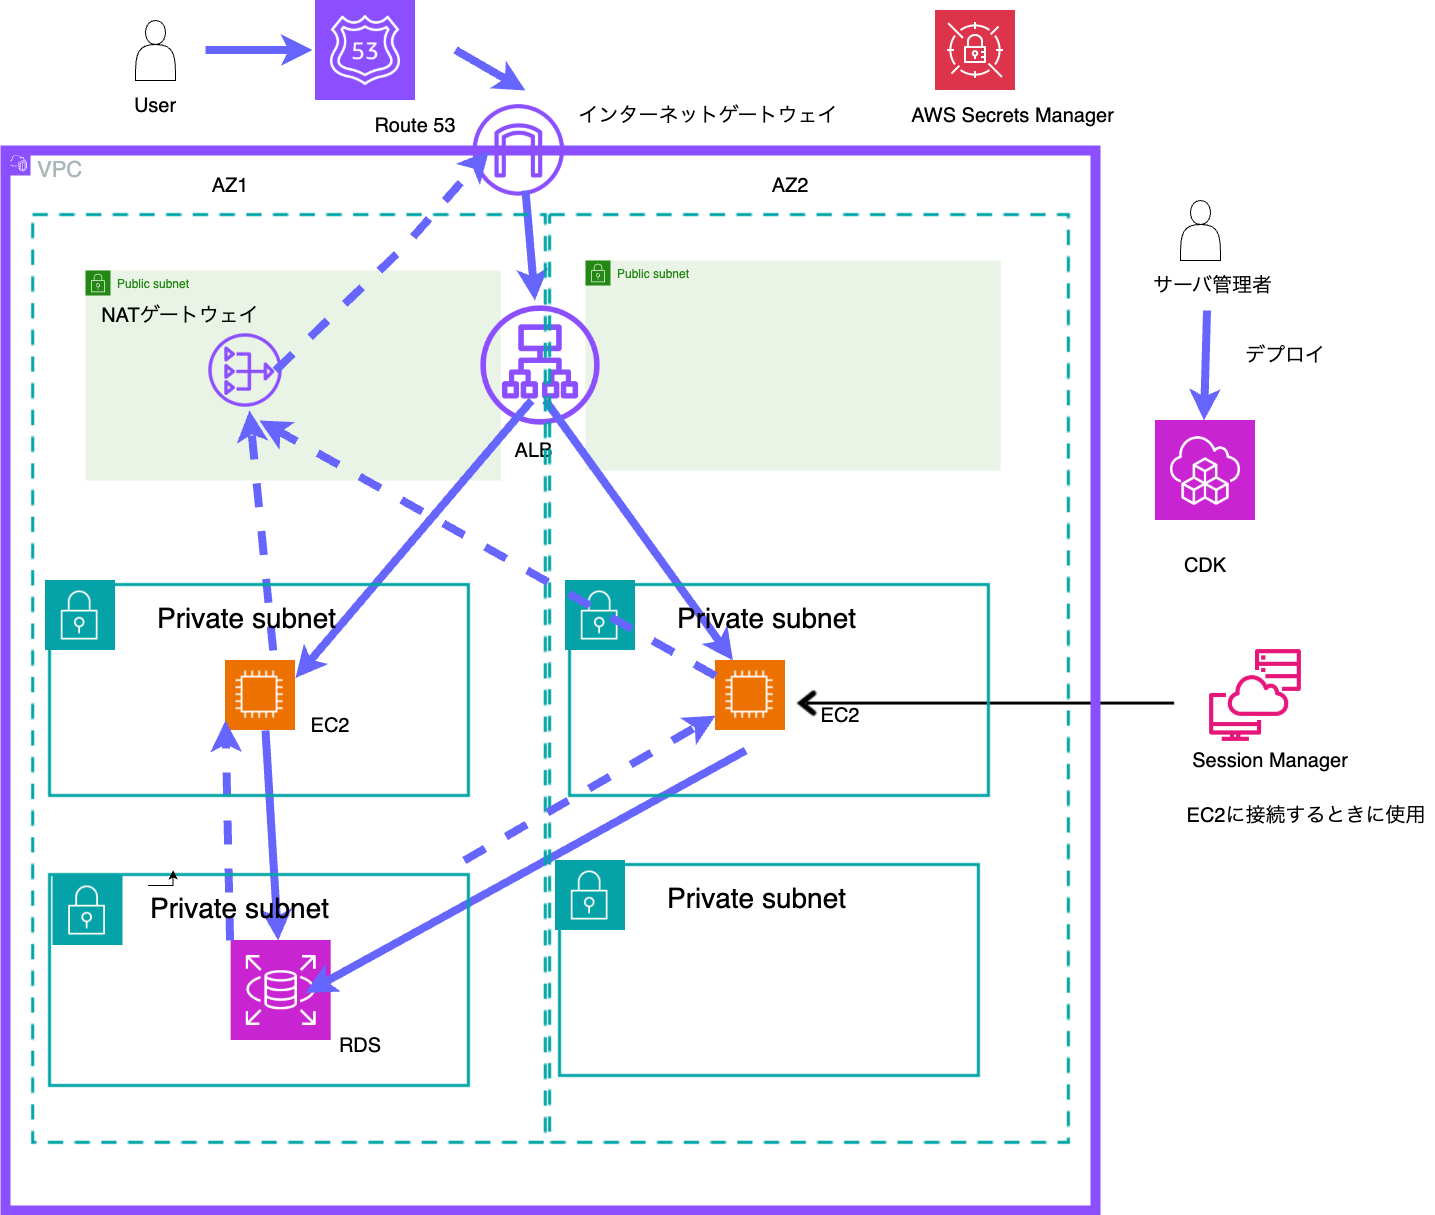 53
User
Route 53
インターネットゲートウェイ
AWS Secrets Manager
VPC
AZ1
AZ2
Public subnet
Public subnet
NATゲートウェイ
サーバ管理者
デプロイ
ALB
CDK
Private subnet
Private subnet
EC2
EC2
Session Manager
EC2に接続するときに使用
Private subnet
Private subnet
RDS